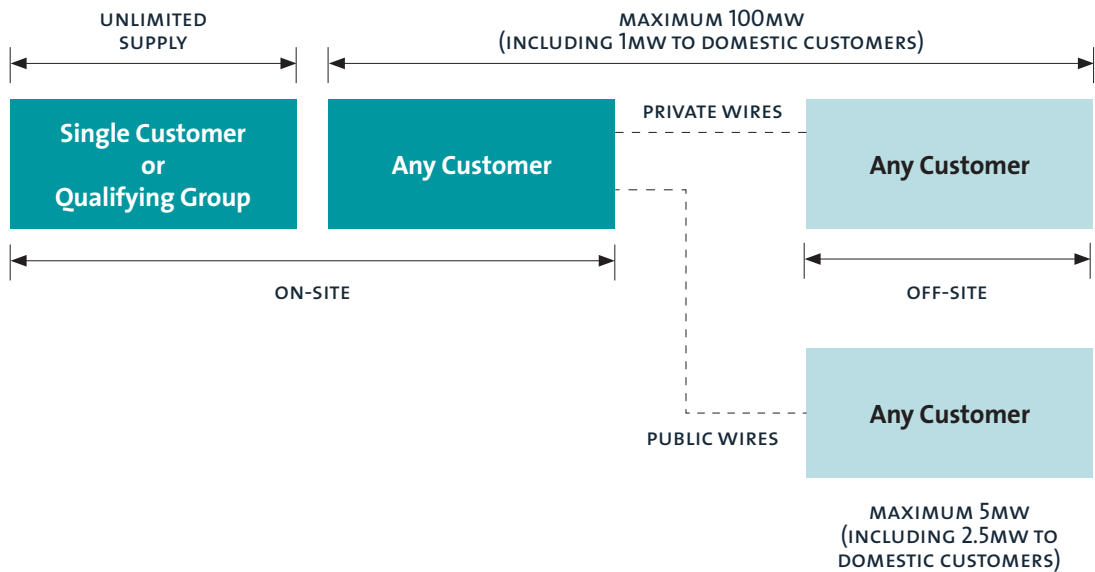 UNLIMITED
SUPPLY
MAXIMUM 100MW
(INCLUDING 1MW TO DOMESTIC CUSTOMERS)
Single Customer
or
Qualifying Group
Any Customer
PRIVATE WIRES
Any Customer
ON-SITE
OFF-SITE
PUBLIC WIRES
Any Customer
MAXIMUM 5MW
(INCLUDING 2.5MW TO
DOMESTIC CUSTOMERS)